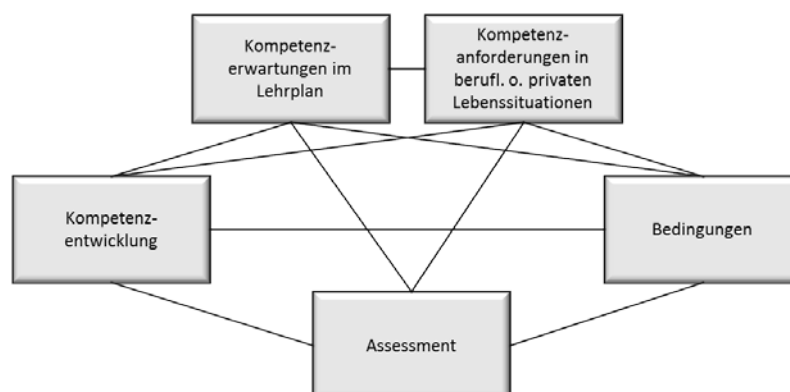 Kompetenz-
erwartungen im
Lehrplan
Kompetenz-
anforderungen in
berufl. o. privaten
Lebenssituationen
Kompetenz-
entwicklung
Bedingungen
Assessment